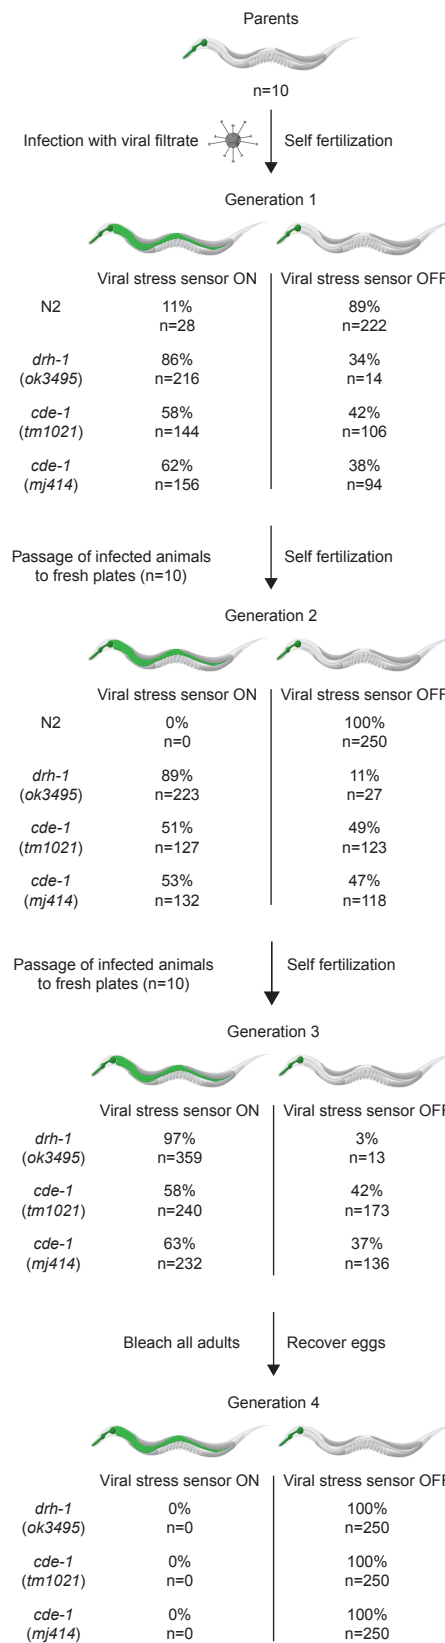 Parents
n=10
Infection with viral filtrate Self fertilization
Generation 1
Viral stress sensor ON Viral stress sensor OFF
N2 11% 89%
n=28 n=222
drh-1 86% 34%
(ok3495) n=216 n=14
cde-1 58% 42%
(tm1021) n=144 n=106
cde-1 62% 38%
(mj414) n=156 n=94
Passage of infected animals Self fertilization
to fresh plates (n=10)
Generation 2
Viral stress sensor ON Viral stress sensor OFF
N2 0% 100%
n=0 n=250
drh-1 89% 11%
(ok3495) n=223 n=27
cde-1 51% 49%
(tm1021) n=127 n=123
cde-1 53% 47%
(mj414) n=132 n=118
Passage of infected animals Self fertilization
to fresh plates (n=10)
Generation 3
Viral stress sensor ON Viral stress sensor OFF
drh-1 97% 3%
(ok3495) n=359 n=13
cde-1 58% 42%
(tm1021) n=240 n=173
cde-1 63% 37%
(mj414) n=232 n=136
Bleach all adults Recover eggs
Generation 4
Viral stress sensor ON Viral stress sensor OFF
drh-1 0% 100%
(ok3495) n=0 n=250
cde-1 0% 100%
(tm1021) n=0 n=250
cde-1 0% 100%
(mj414) n=0 n=250